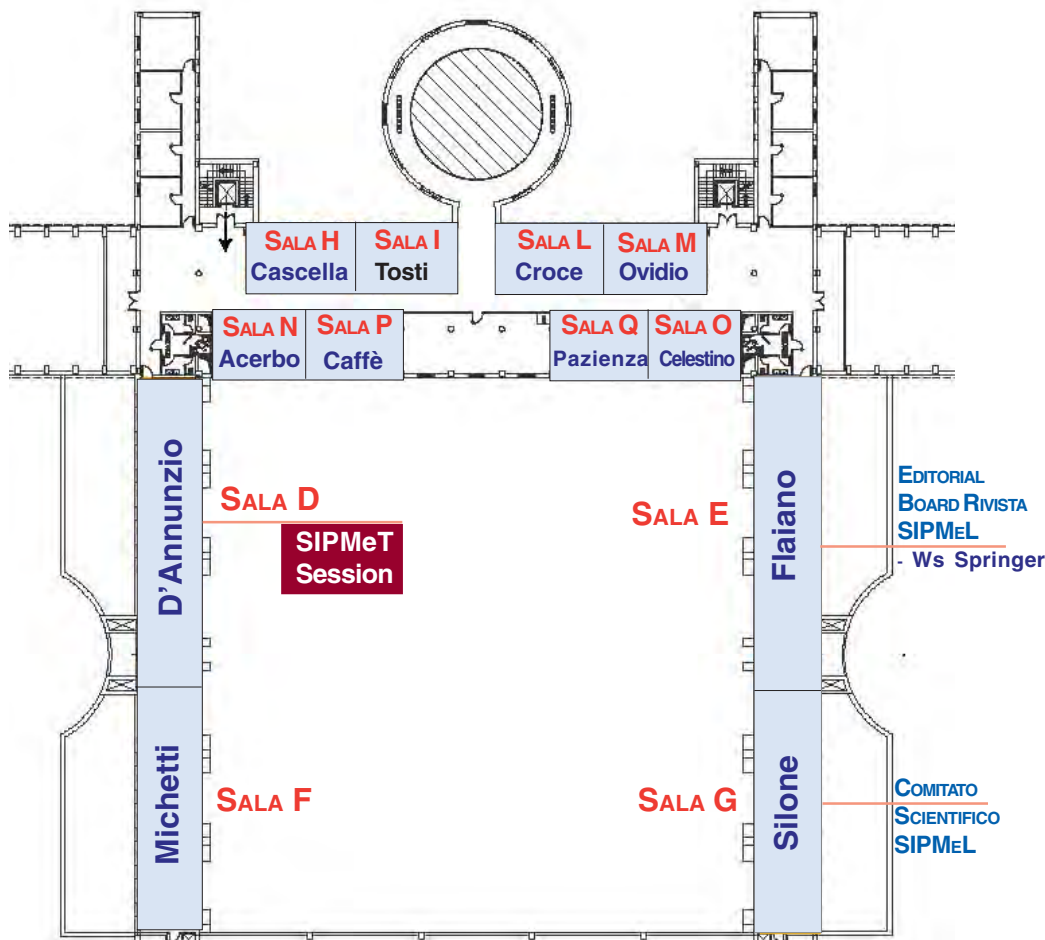 SALA H
Cascella
SALA I
Tosti
SALA L
Croce
SALA M
Ovidio
SALA N
Acerbo
SALA P
Caffè
SALA Q
Pazienza
SALA O
Celestino
D'Annunzio
SALA D
SIPMeT
Session
SALA E
Flaiano
EDITORIAL
BOARD RIVISTA
SIPMEL
- Ws Springer
Michetti
SALA F
SALA G
Silone
COMITATO
SCIENTIFICO
SIPMEL